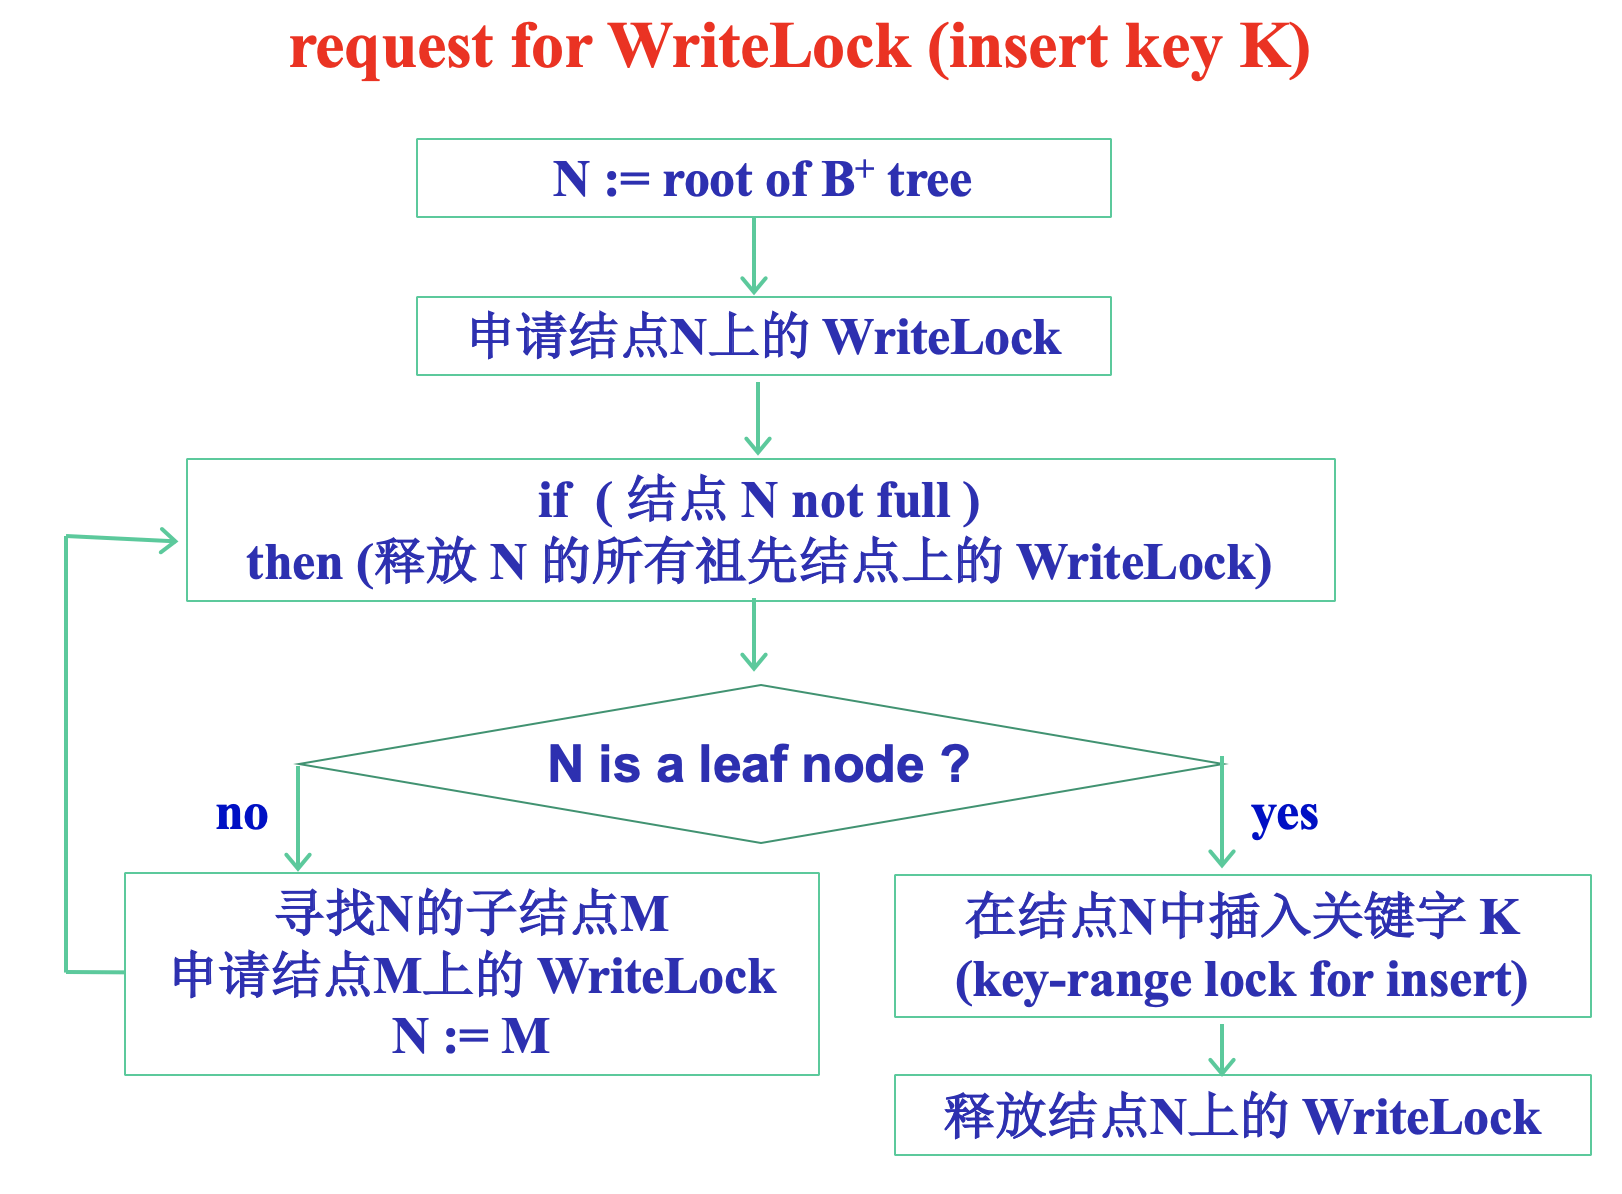 request for WriteLock (insert key K)
N := root of B⁺ tree
申请结点N上的 WriteLock
if ( 结点 N not full )
then (释放 N 的所有祖先结点上的 WriteLock)
N is a leaf node ?
no
yes
寻找N的子结点M
申请结点M上的 WriteLock
N := M
在结点N中插入关键字 K
(key-range lock for insert)
释放结点N上的 WriteLock